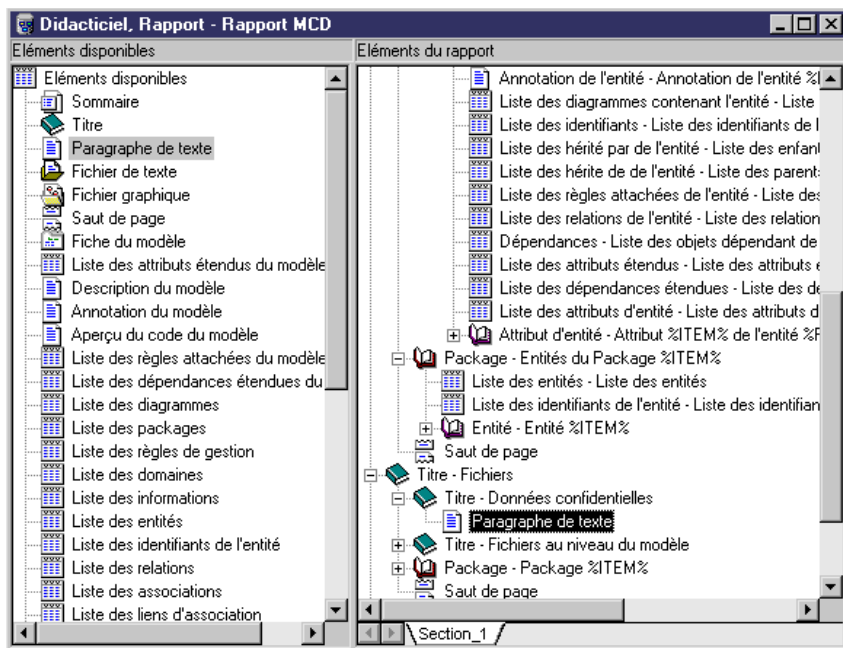 Didacticiel, Rapport - Rapport MCD
Eléments disponibles
Eléments disponibles
Sommaire
Titre
Paragraphe de texte
Fichier de texte
Fichier graphique
Saut de page
Fiche du modèle
Liste des attributs étendus du modèle
Description du modèle
Annotation du modèle
Aperçu du code du modèle
Liste des règles attachées du modèle
Liste des dépendances étendues du
Liste des diagrammes
Liste des packages
Liste des règles de gestion
Liste des domaines
Liste des informations
Liste des entités
Liste des identifiants de l'entité
Liste des relations
Liste des associations
Liste des liens d'association
Eléments du rapport
Annotation de l'entité - Annotation de l'entité %
Liste des diagrammes contenant l'entité - Liste
Liste des identifiants - Liste des identifiants de l
Liste des hérité par de l'entité - Liste des enfan
Liste des hérite de de l'entité - Liste des parent
Liste des règles attachées de l'entité - Liste des
Liste des relations de l'entité - Liste des relation
Dépendances - Liste des objets dépendant de
Liste des attributs étendus - Liste des attributs
Liste des dépendances étendues - Liste des de
Liste des attributs d'entité - Liste des attributs d
Attribut d'entité - Attribut %ITEM% de l'entité %
Package - Entités du Package %ITEM%
Liste des entités - Liste des entités
Liste des identifiants de l'entité - Liste des identifian
Entité - Entité %ITEM%
Saut de page
Titre - Fichiers
Titre - Données confidentielles
Paragraphe de texte
Titre - Fichiers au niveau du modèle
Package - Package %ITEM%
Saut de page
Section_1